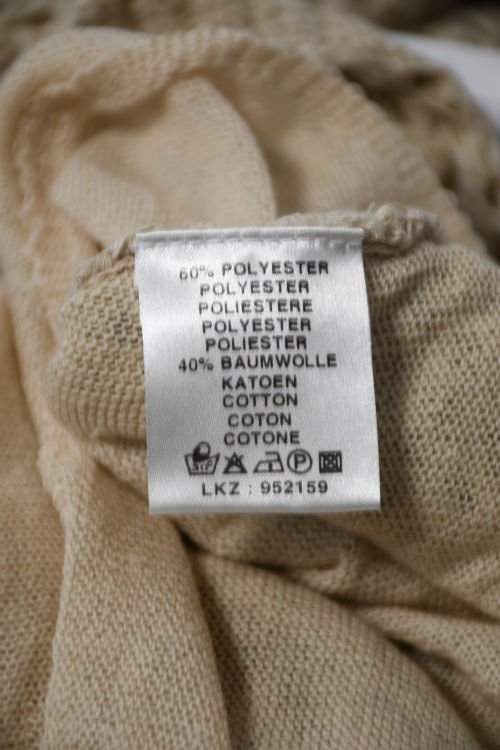 60% POLYESTER
POLYESTER
POLIESTERE
POLYESTER
POLIESTER
40% BAUMWOLLE
KATOEN
COTTON
COTON
COTONE
P
LKZ : 952159